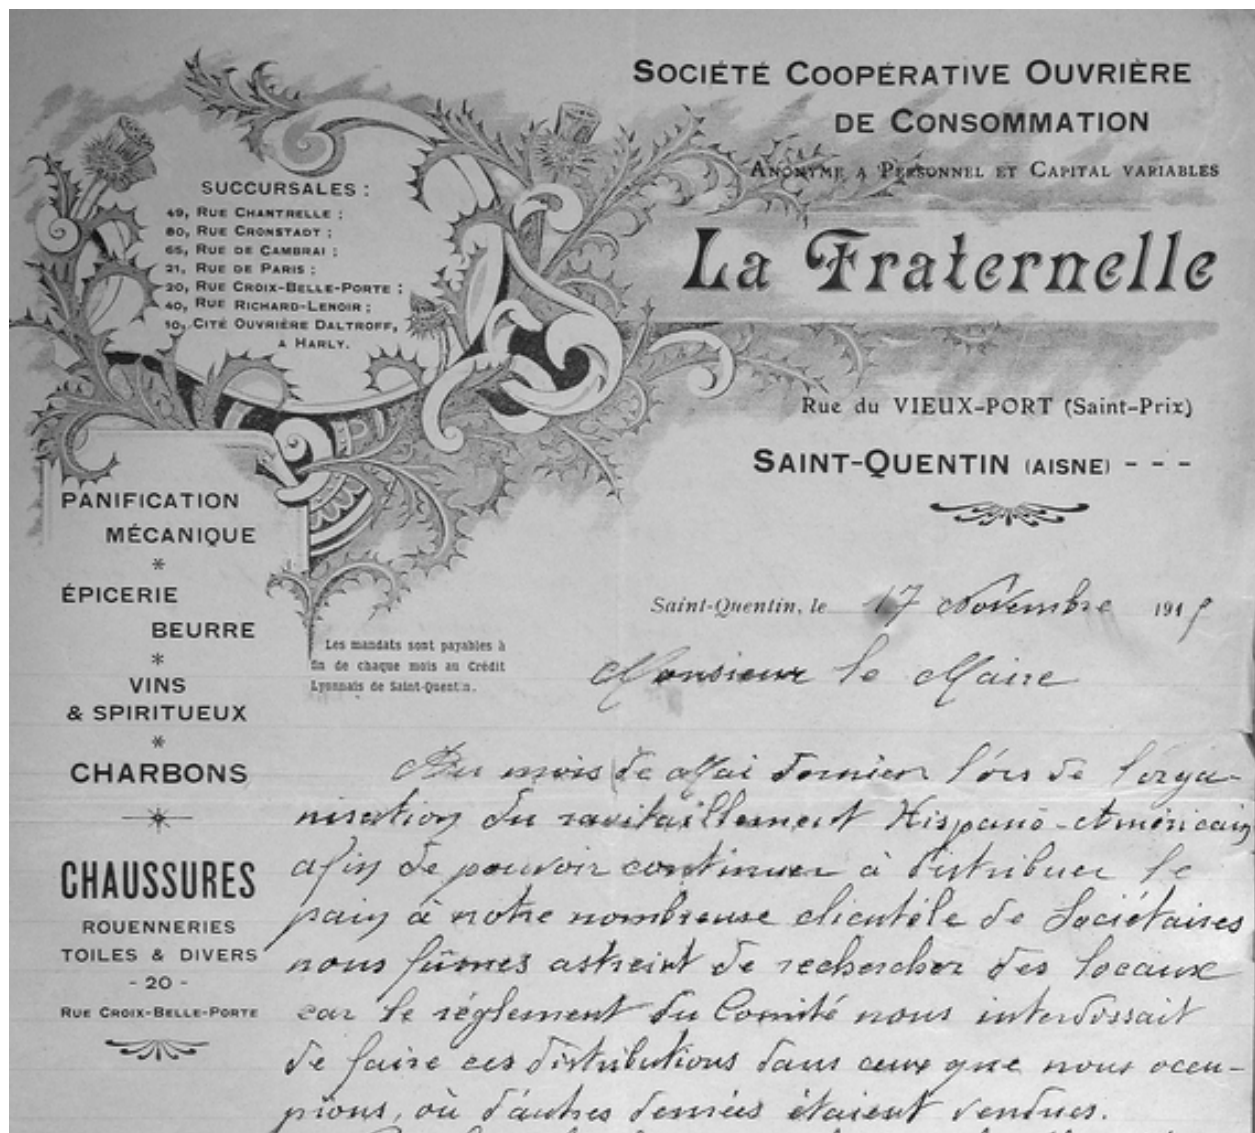 SOCIÉTÉ COOPÉRATIVE OUVRIÈRE
DE CONSOMMATION
ANONYME A PERSONNEL ET CAPITAL VARIABLES
La Fraternelle
Rue du VIEUX-PORT (Saint-Prix)
SAINT-QUENTIN (AISNE) - - -
SUCCURSALES :
49, RUE CHANTRELLE ;
80, RUE CRONSTADT ;
65, RUE DE CAMBRAI ;
21, RUE DE PARIS ;
20, RUE CROIX-BELLE-PORTE ;
40, RUE RICHARD-LENOIR ;
10, CITÉ OUVRIÈRE DALTROFF,
A HARLY.
PANIFICATION
MÉCANIQUE
*
ÉPICERIE
BEURRE
*
VINS
& SPIRITUEUX
*
CHARBONS
CHAUSSURES
ROUENNERIES
TOILES & DIVERS
- 20 -
RUE CROIX-BELLE-PORTE
Les mandats sont payables à
fin de chaque mois au Crédit
Lyonnais de Saint-Quentin.
Saint-Quentin, le 17 Novembre 191
Monsieur le Maire
Au mois de Mai dernier lórs de l'orga-
nisation du ravitaillement Hispano-Américain
afin de pouvoir continuer à distribuer le
pain à notre nombreuse clientéle de Sociétaires
nous fûmes astreint de rechercher des locaux
car le réglement du Comité nous interdissait
de faire ces distributions dans ceux que nous occu-
pions, où d'autres denrées étaient vendues.